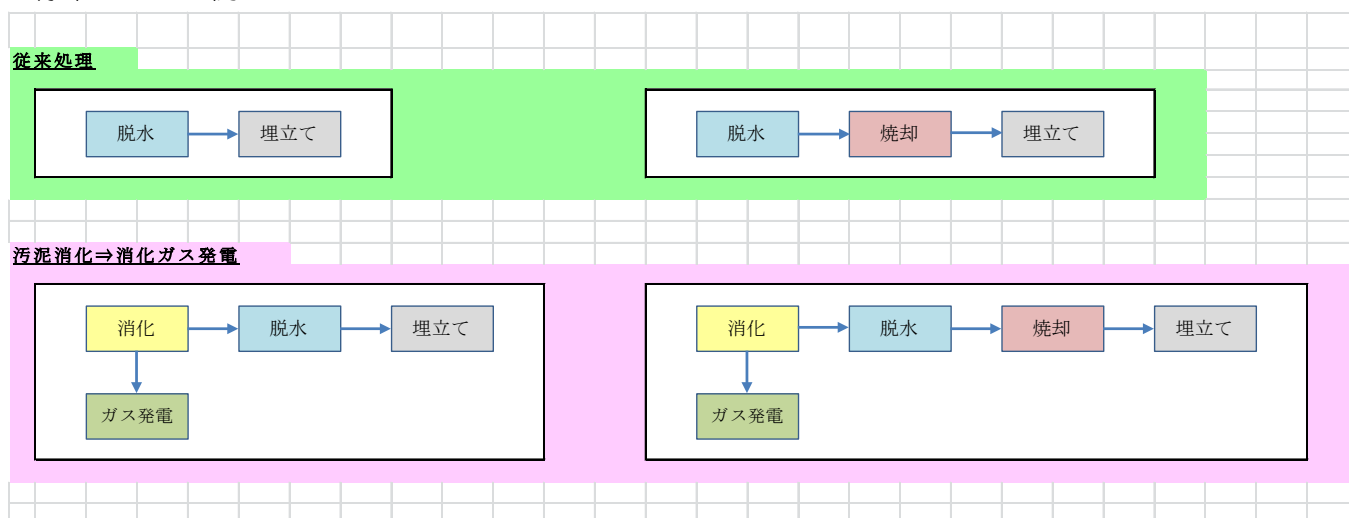 従来処理
脱水 埋立て
脱水 焼却 埋立て
汚泥消化⇒消化ガス発電
消化 脱水 埋立て
ガス発電
消化 脱水 焼却 埋立て
ガス発電